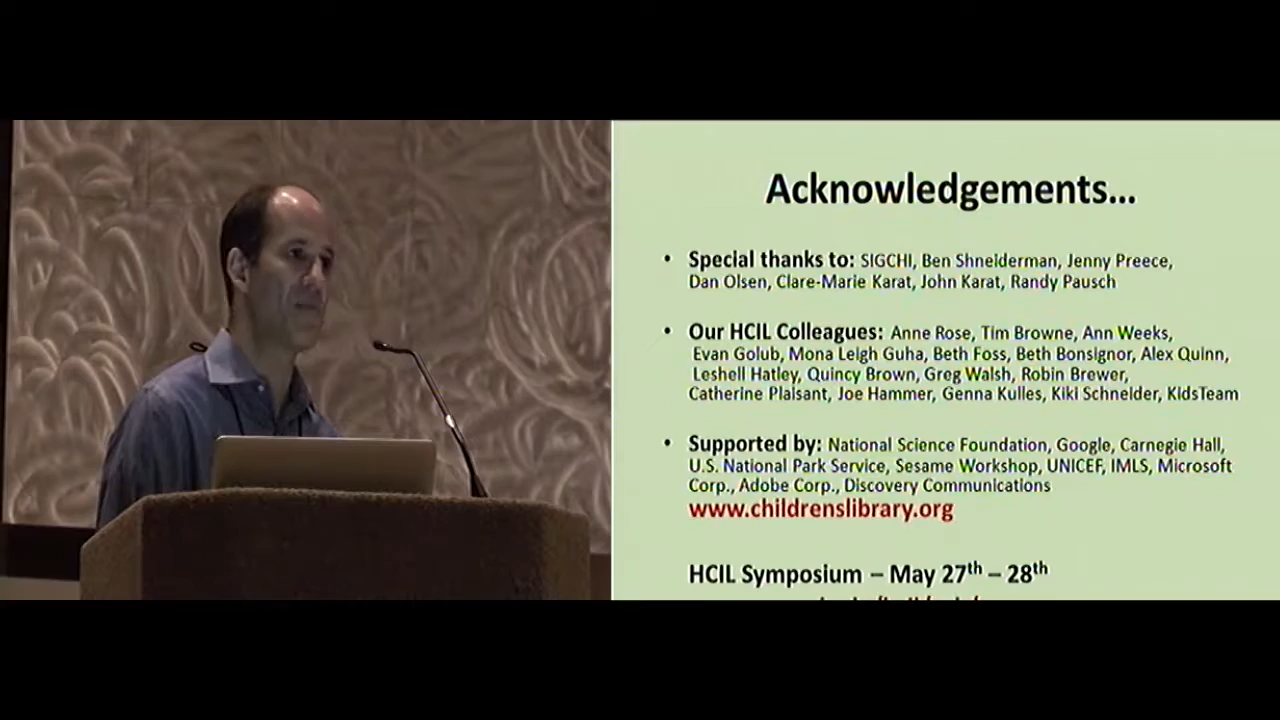 Acknowledgements...
• Special thanks to: SIGCHI, Ben Shneiderman, Jenny Preece,
Dan Olsen, Clare-Marie Karat, John Karat, Randy Pausch
• Our HCIL Colleagues: Anne Rose, Tim Browne, Ann Weeks,
Evan Golub, Mona Leigh Guha, Beth Foss, Beth Bonsignor, Alex Quinn,
Leshell Hatley, Quincy Brown, Greg Walsh, Robin Brewer,
Catherine Plaisant, Joe Hammer, Genna Kulles, Kiki Schneider, KidsTeam
• Supported by: National Science Foundation, Google, Carnegie Hall,
U.S. National Park Service, Sesame Workshop, UNICEF, IMLS, Microsoft
Corp., Adobe Corp., Discovery Communications
www.childrenslibrary.org
HCIL Symposium – May 27th – 28th